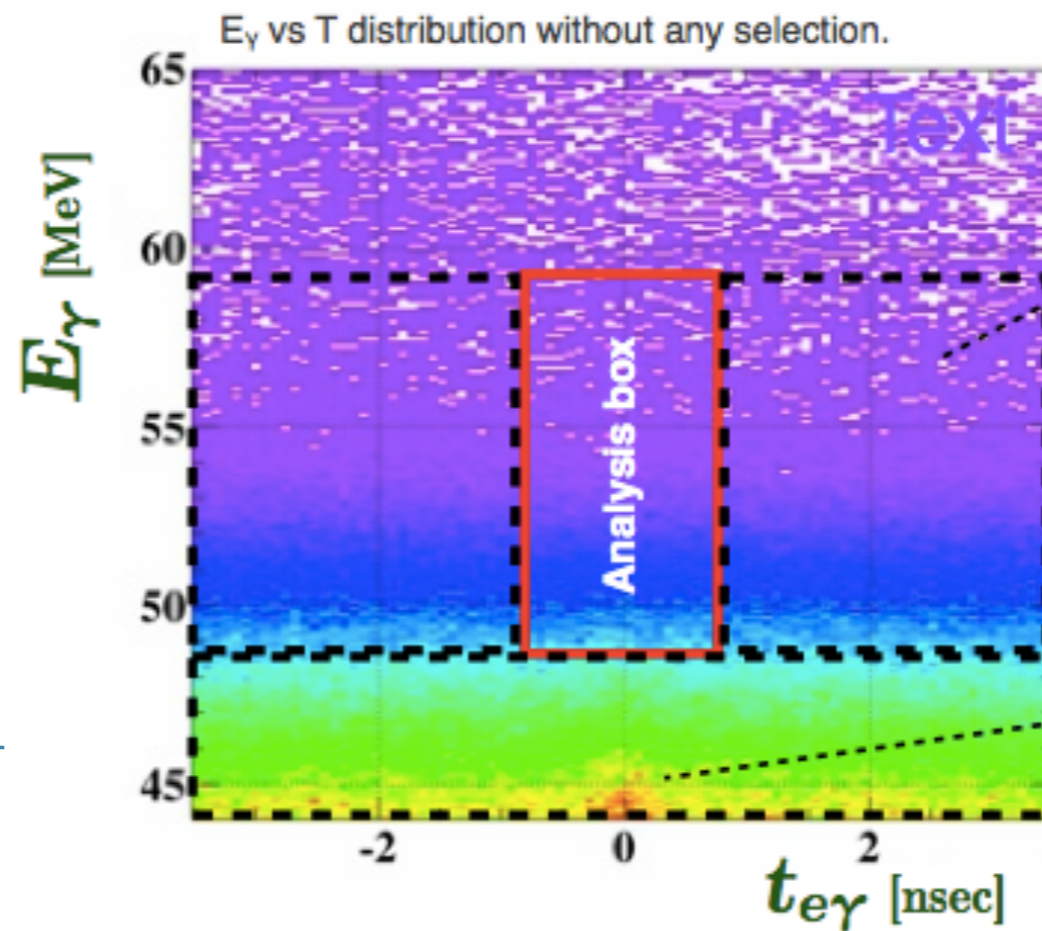 Eγ vs T distribution without any selection.
Text
65
60
55
50
45
Eγ [MeV]
Analysis box
-2
0
2
teγ [nsec]